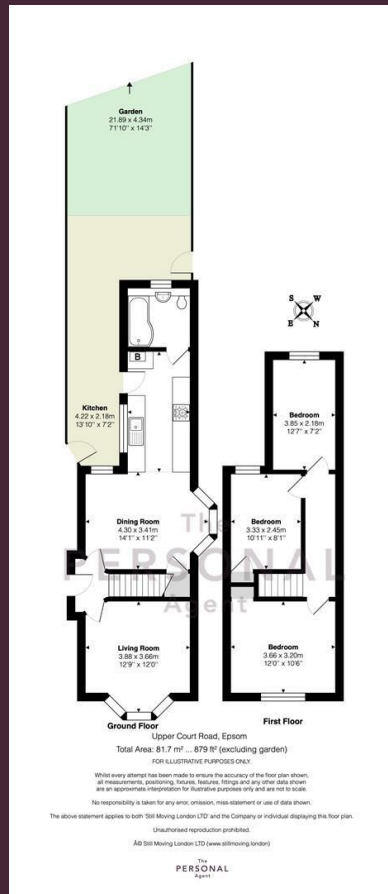 Garden
21.89 x 4.34m
71'10" x 14'3"
S W
E N
B
Kitchen
4.22 x 2.18m
13'10" x 7'2"
Bedroom
3.85 x 2.18m
12'7" x 7'2"
Dining Room
4.30 x 3.41m
14'1" x 11'2"
Bedroom
3.33 x 2.45m
10'11" x 8'1"
The
PERSONAL
Agent
Living Room
3.88 x 3.66m
12'9" x 12'0"
Bedroom
3.66 x 3.20m
12'0" x 10'6"
Ground Floor
First Floor
Upper Court Road, Epsom
Total Area: 81.7 m² ... 879 ft² (excluding garden)
FOR ILLUSTRATIVE PURPOSES ONLY.
Whilst every attempt has been made to ensure the accuracy of the floor plan shown,
all measurements, positioning, fixtures, features, fittings and any other data shown
are an approximate interpretation for illustrative purposes only and are not to scale.
No responsibility is taken for any error, omission, miss-statement or use of data shown.
The above statement applies to both 'Still Moving London LTD' and the Company or individual displaying this floor plan.
Unauthorised reproduction prohibited.
Â© Still Moving London LTD (www.stillmoving.london)
The
PERSONAL
Agent